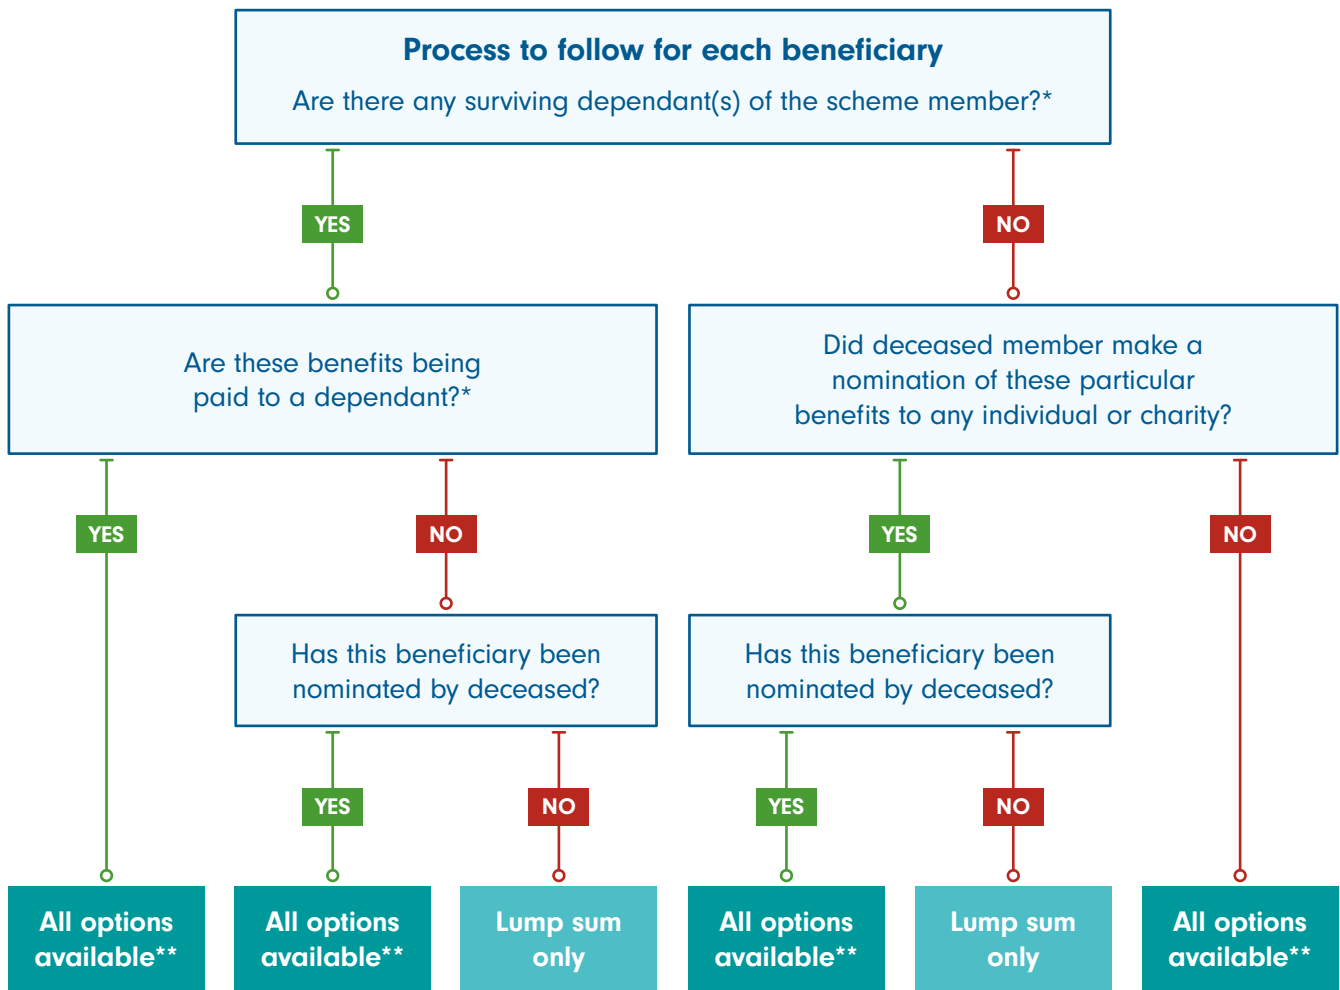 Process to follow for each beneficiary
Are there any surviving dependant(s) of the scheme member?*
YES
NO
Are these benefits being
paid to a dependant?*
Did deceased member make a
nomination of these particular
benefits to any individual or charity?
YES
NO
YES
NO
Has this beneficiary been
nominated by deceased?
Has this beneficiary been
nominated by deceased?
YES
NO
YES
NO
All options
available**
All options
available**
Lump sum
only
All options
available**
Lump sum
only
All options
available**